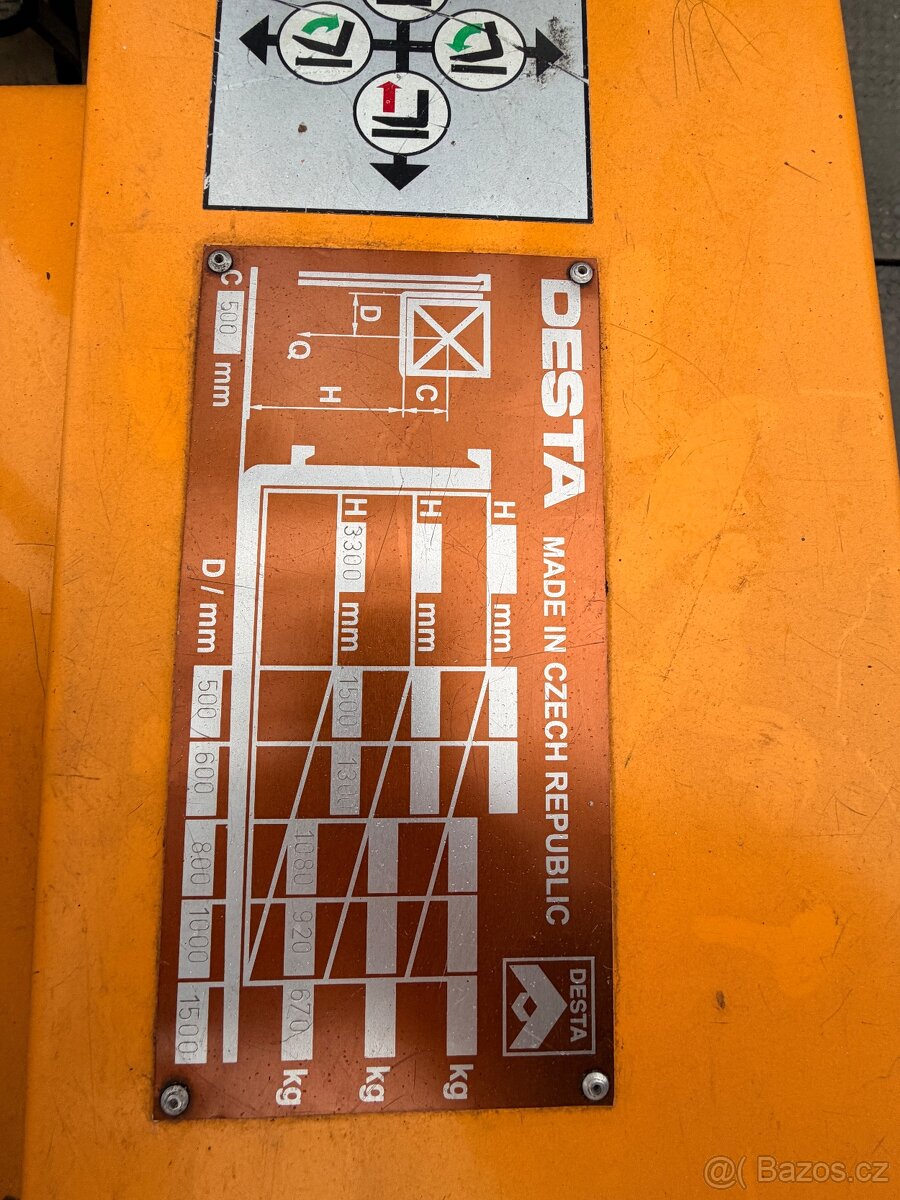 DESTA MADE IN CZECH REPUBLIC
DESTA
H mm
kg
H mm
kg
H 3300 mm 1500
1080 920 670 kg
D
Q
C
H
C 500 mm
D / mm 500 600 800 1000 1500
@( Bazos.cz